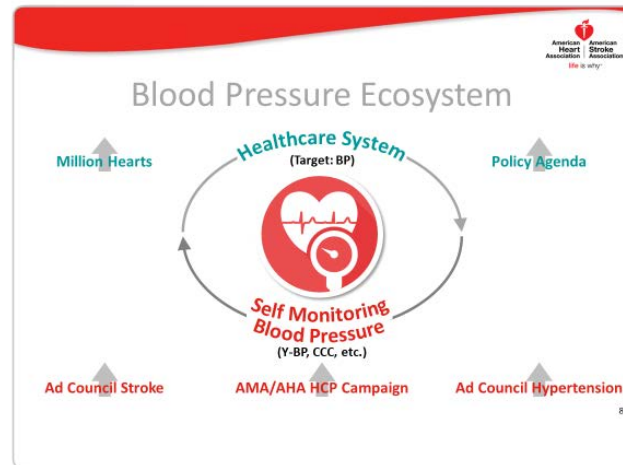 American Heart Association
American Stroke Association
life is why™
Blood Pressure Ecosystem
Million Hearts
Healthcare System
(Target: BP)
Policy Agenda
Self Monitoring
Blood Pressure
(Y-BP, CCC, etc.)
Ad Council Stroke
AMA/AHA HCP Campaign
Ad Council Hypertension
8